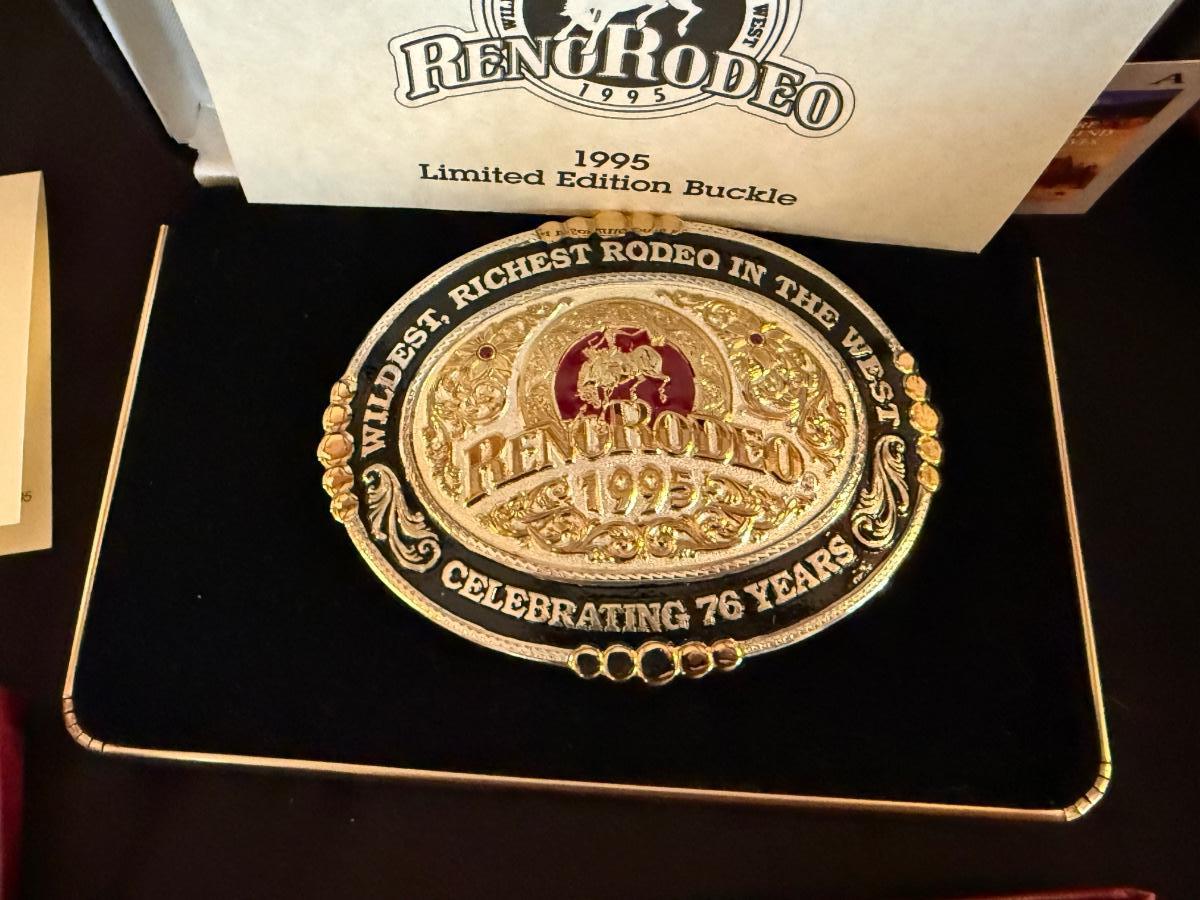 WEST
RENO RODEO
1995
1995
Limited Edition Buckle
WILDEST, RICHEST RODEO IN THE WEST
RENO RODEO
1995
CELEBRATING 76 YEARS
A